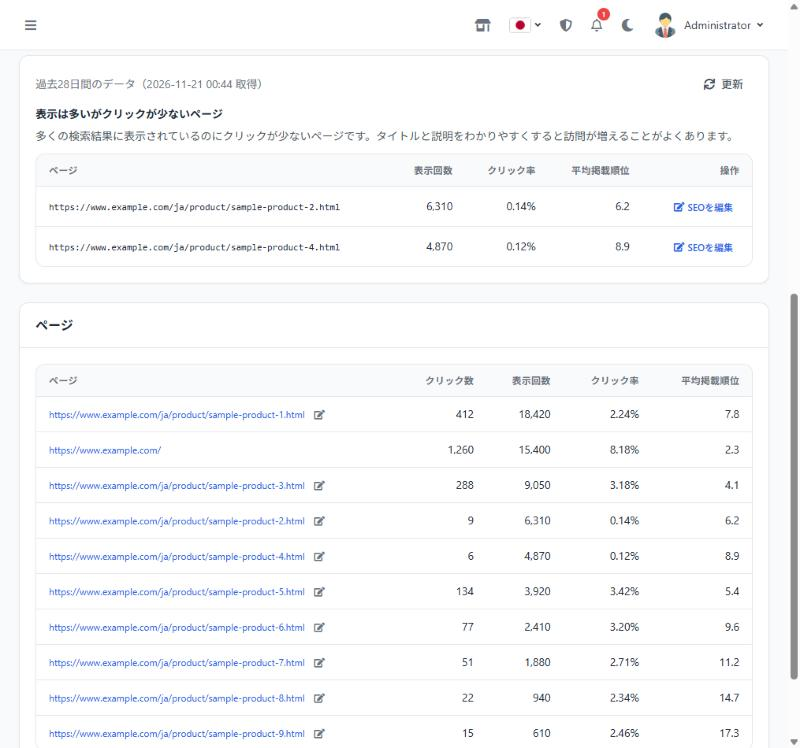 1
Administrator
過去28日間のデータ（2026-11-21 00:44 取得）
更新
表示は多いがクリックが少ないページ
多くの検索結果に表示されているのにクリックが少ないページです。タイトルと説明をわかりやすくすると訪問が増えることがよくあります。
ページ 表示回数 クリック率 平均掲載順位 操作
https://www.example.com/ja/product/sample-product-2.html 6,310 0.14% 6.2 SEOを編集
https://www.example.com/ja/product/sample-product-4.html 4,870 0.12% 8.9 SEOを編集
ページ
ページ クリック数 表示回数 クリック率 平均掲載順位
https://www.example.com/ja/product/sample-product-1.html 412 18,420 2.24% 7.8
https://www.example.com/ 1,260 15,400 8.18% 2.3
https://www.example.com/ja/product/sample-product-3.html 288 9,050 3.18% 4.1
https://www.example.com/ja/product/sample-product-2.html 9 6,310 0.14% 6.2
https://www.example.com/ja/product/sample-product-4.html 6 4,870 0.12% 8.9
https://www.example.com/ja/product/sample-product-5.html 134 3,920 3.42% 5.4
https://www.example.com/ja/product/sample-product-6.html 77 2,410 3.20% 9.6
https://www.example.com/ja/product/sample-product-7.html 51 1,880 2.71% 11.2
https://www.example.com/ja/product/sample-product-8.html 22 940 2.34% 14.7
https://www.example.com/ja/product/sample-product-9.html 15 610 2.46% 17.3